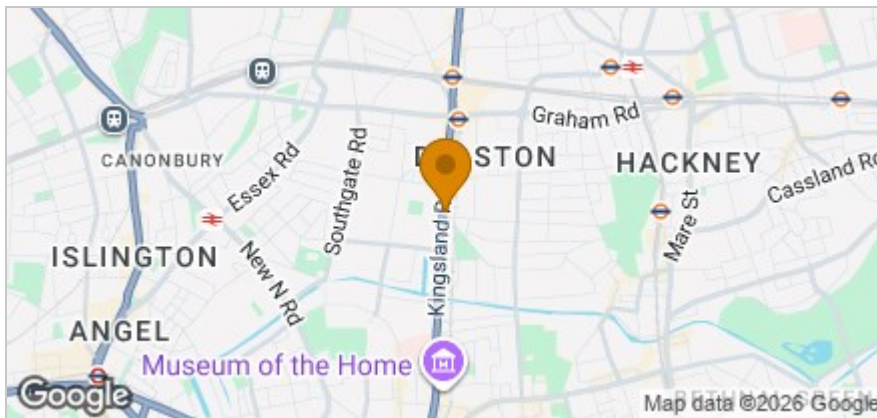 Graham Rd
CANONBURY
Essex Rd
Southgate Rd
STON
HACKNEY
Cassland Rd
Mare St
Kingsland
ISLINGTON
New N Rd
ANGEL
Museum of the Home
Google
Map data ©2026 Google